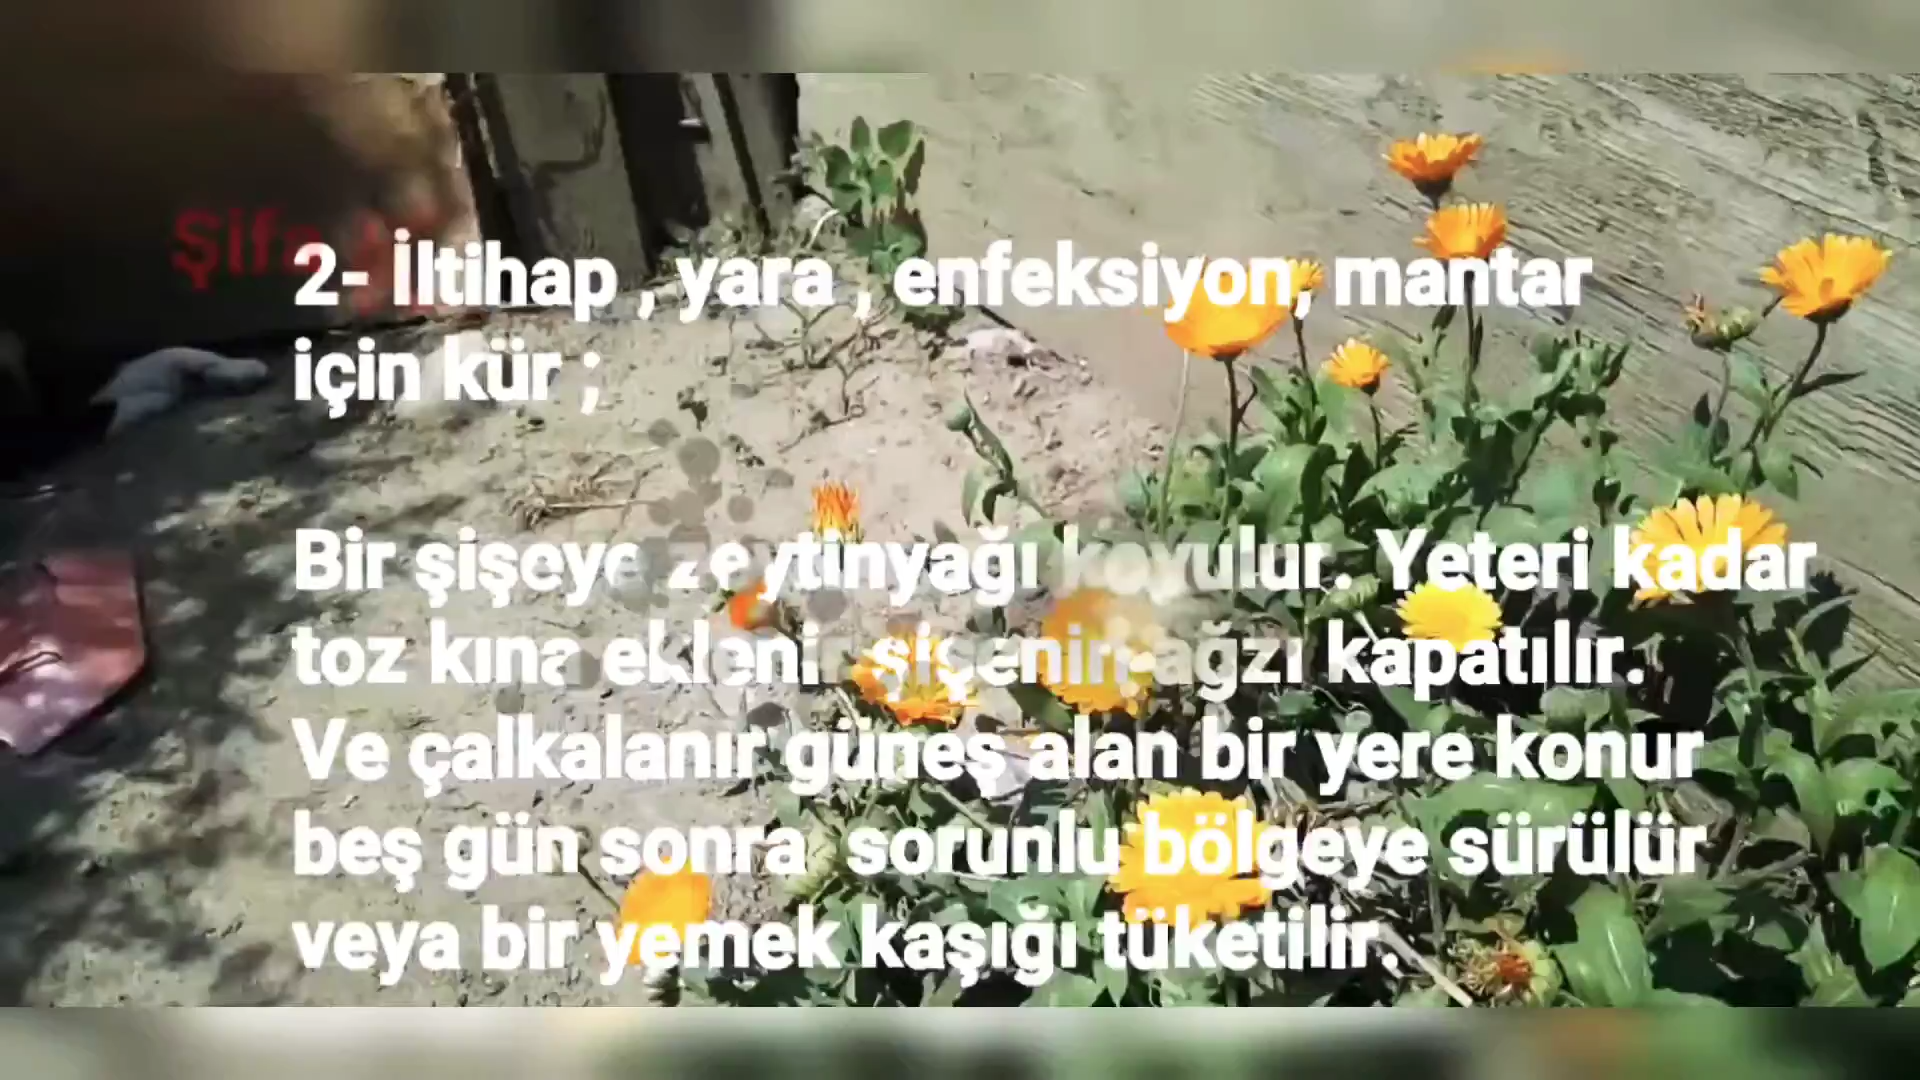 Şifa
2- İltihap , yara , enfeksiyon, mantar
için kür ;
Bir şişeye zeytinyağı koyulur. Yeteri kadar
toz kına eklenir şişenin ağzı kapatılır.
Ve çalkalanır güneş alan bir yere konur
beş gün sonra sorunlu bölgeye sürülür
veya bir yemek kaşığı tüketilir.